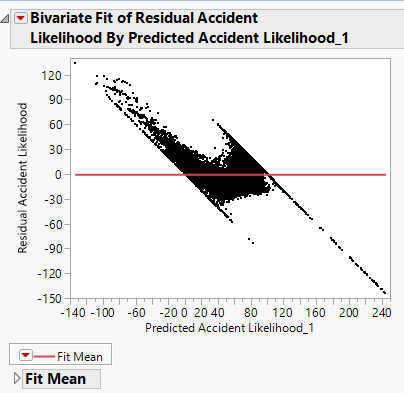 Bivariate Fit of Residual Accident
Likelihood By Predicted Accident Likelihood_1
Residual Accident Likelihood
120
90
60
30
0
-30
-60
-90
-120
-150
-140 -100 -60 -20 0 20 40 80 120 160 200 240
Predicted Accident Likelihood_1
Fit Mean
Fit Mean